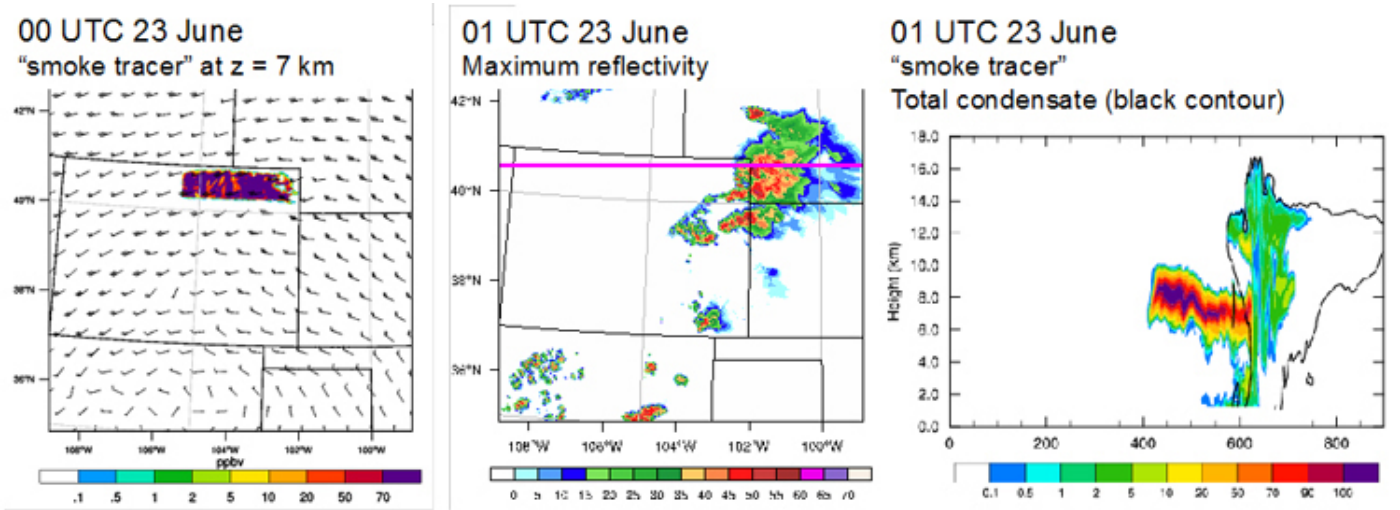 00 UTC 23 June
“smoke tracer” at z = 7 km
42°N
40°N
38°N
36°N
108°W 106°W 104°W 102°W 100°W
ppbv
.1 .5 1 2 5 10 20 50 70
01 UTC 23 June
Maximum reflectivity
42°N
40°N
38°N
36°N
108°W 106°W 104°W 102°W 100°W
0 5 10 15 20 25 30 35 40 45 50 55 60 65 70
01 UTC 23 June
“smoke tracer”
Total condensate (black contour)
Height [km]
18.0
16.0
14.0
12.0
10.0
8.0
6.0
4.0
2.0
0.0
0 200 400 600 800
0.1 0.5 1 2 5 10 20 50 70 90 100